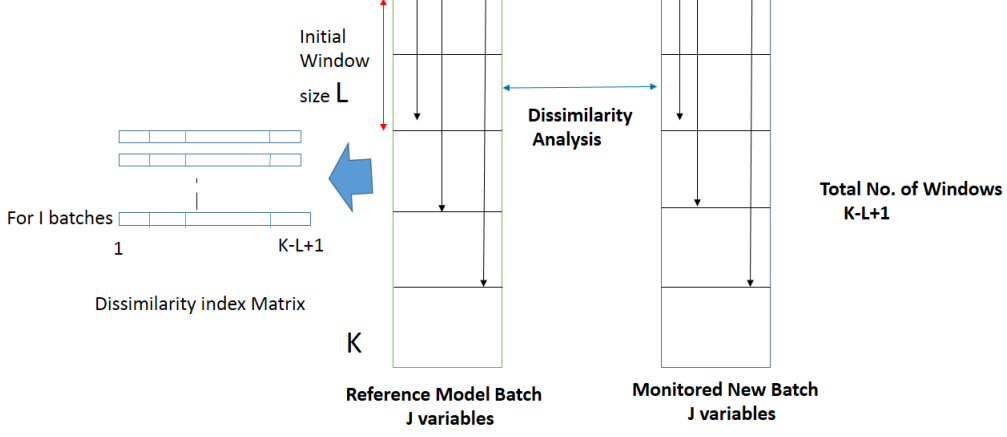 Initial
Window
size L
Dissimilarity
Analysis
Total No. of Windows
K-L+1
For I batches
1
K-L+1
Dissimilarity index Matrix
K
Reference Model Batch
J variables
Monitored New Batch
J variables